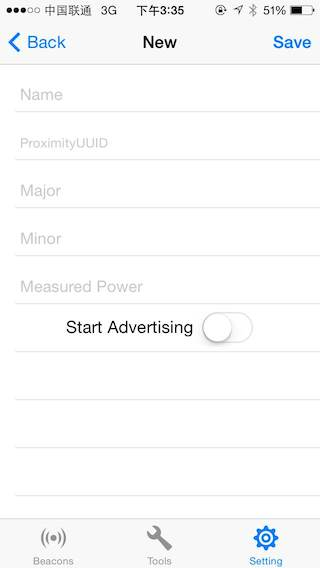 中国联通 3G 下午3:35 51%
Back New Save
Name
ProximityUUID
Major
Minor
Measured Power
Start Advertising
Beacons Tools Setting